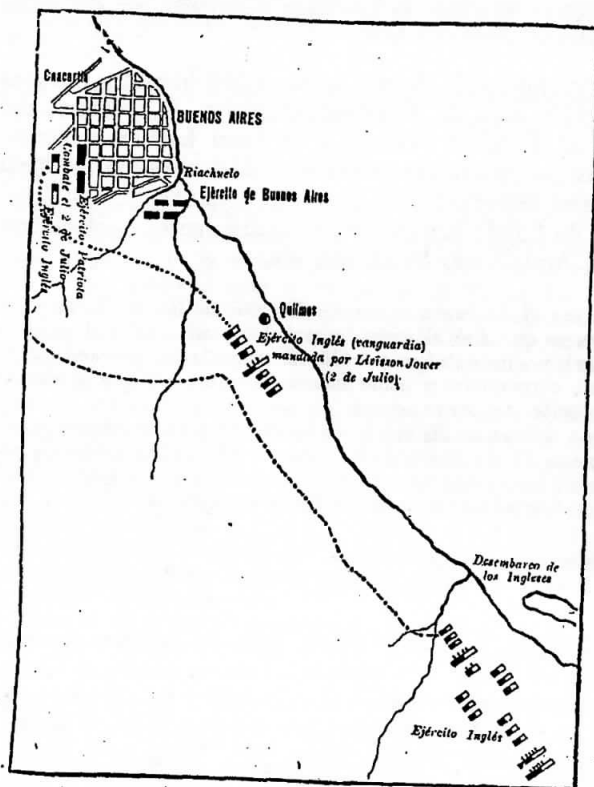 BUENOS AIRES
Riachuelo
Ejército de Buenos Aires
Ejército Patriota
Combate el 2 de Julio
Ejército Inglés
Quilmes
Ejército Inglés (vanguardia)
mandada por Jower
(2 de Julio)
Desembarco de
los Ingleses
Ejército Inglés